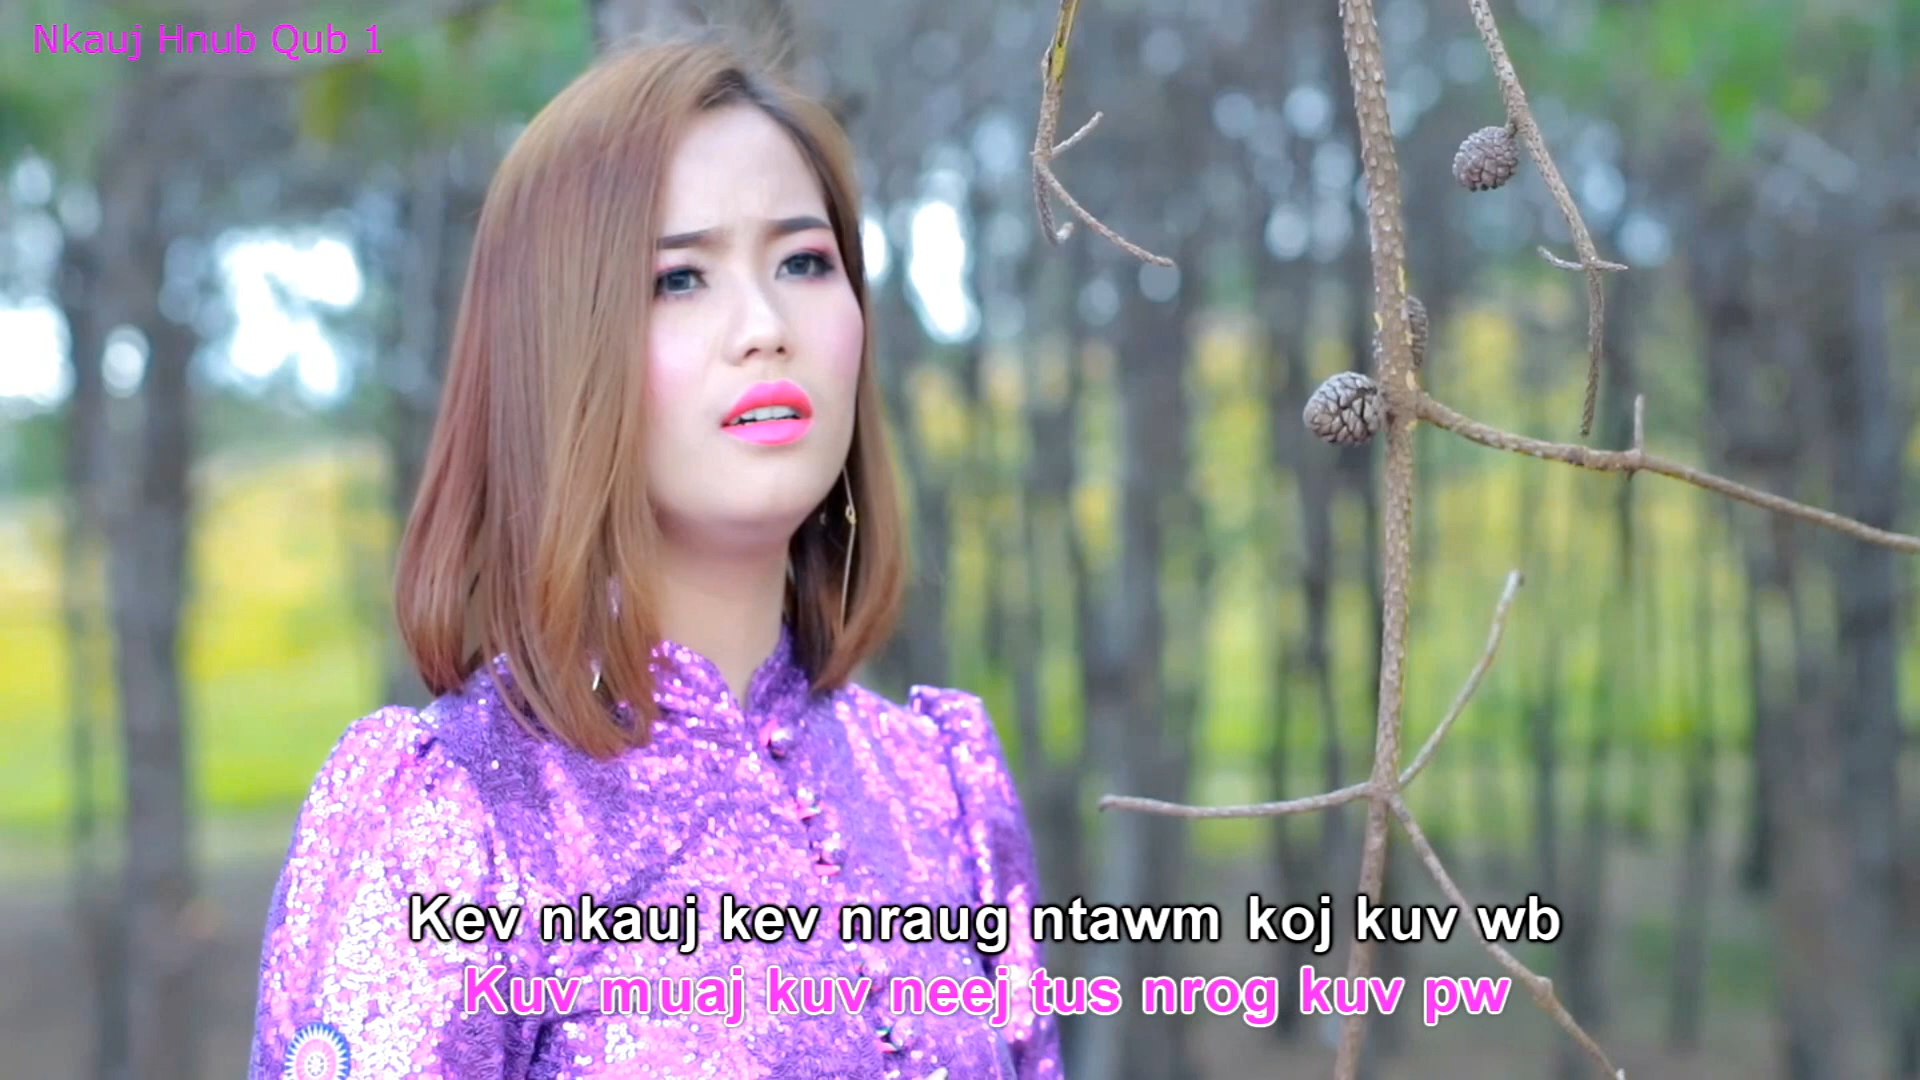 Nkauj Hnub Qub 1
Kev nkauj kev nraug ntawm koj kuv wb
Kuv muaj kuv neej tus nrog kuv pw